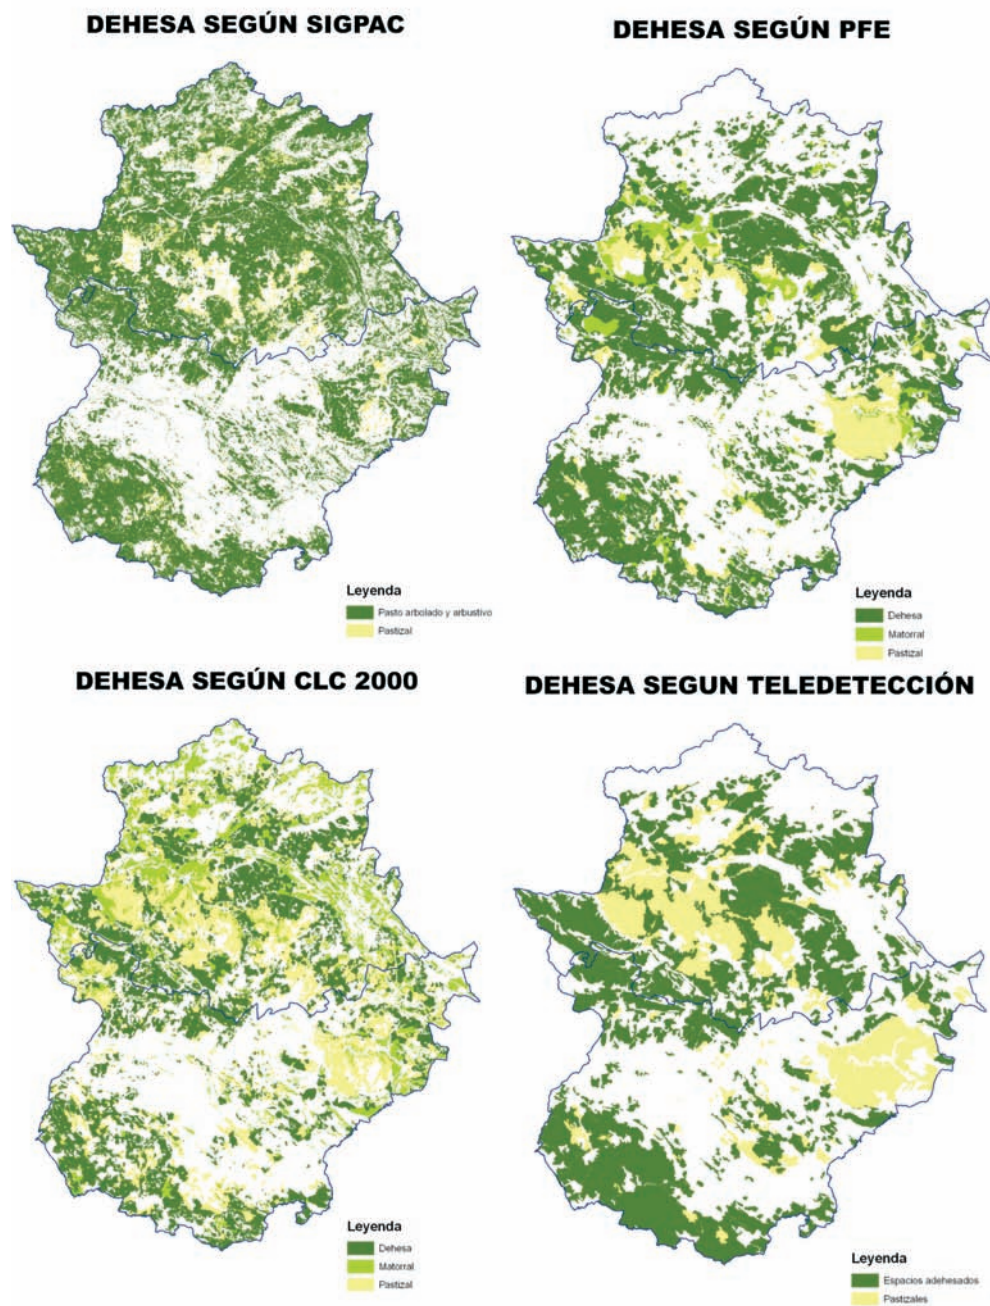 DEHESA SEGÚN SIGPAC
Leyenda
Pasto arbolado y arbustivo
Pastizal
DEHESA SEGÚN PFE
Leyenda
Dehesa
Matorral
Pastizal
DEHESA SEGÚN CLC 2000
Leyenda
Dehesa
Matorral
Pastizal
DEHESA SEGUN TELEDETECCIÓN
Leyenda
Espacios adehesados
Pastizales